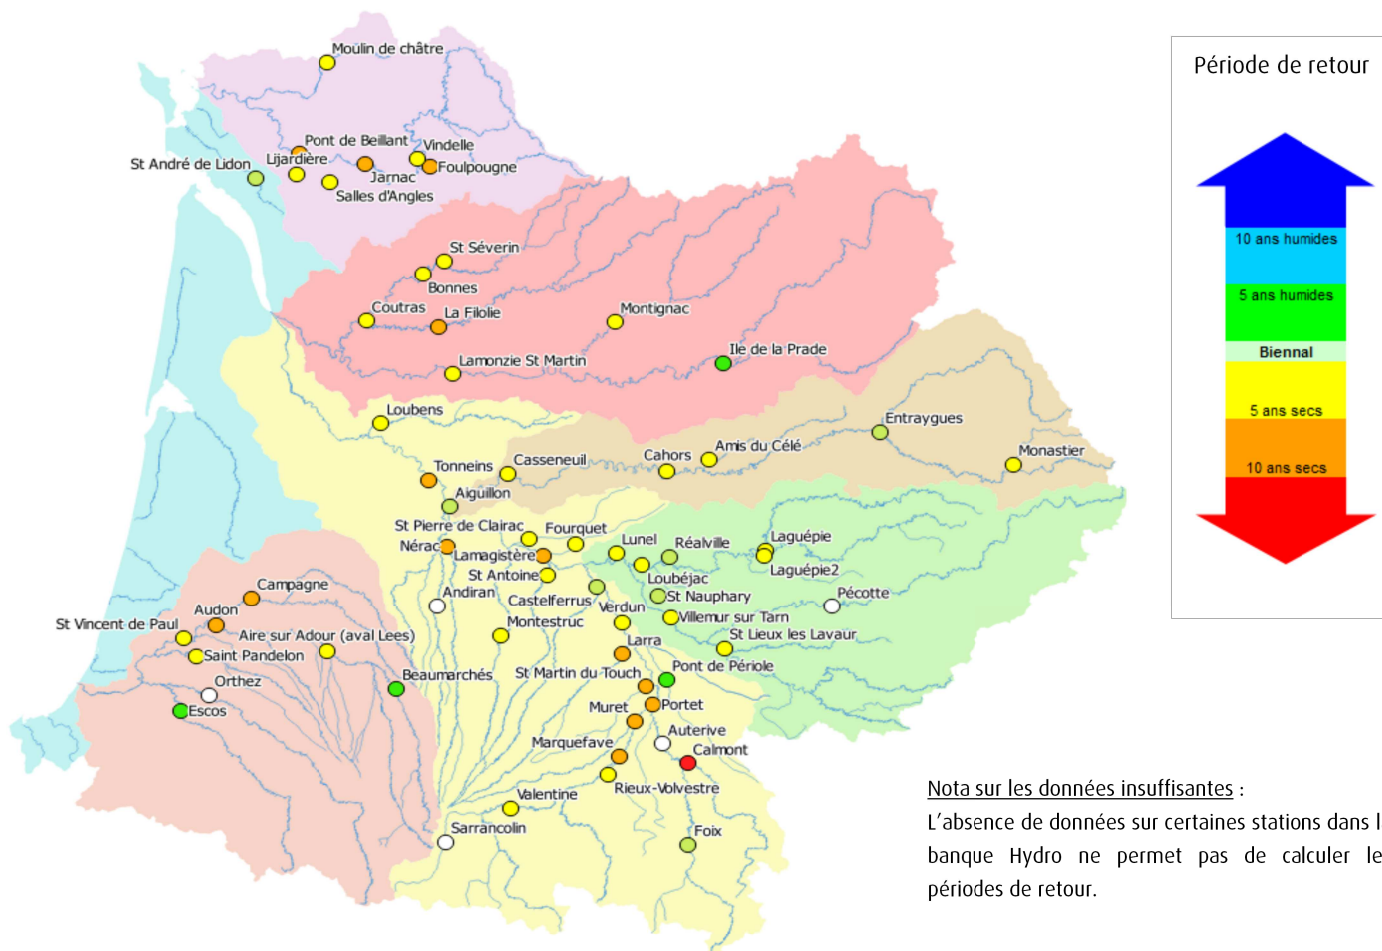 Moulin de châtre
Pont de Beillant
Vindelle
St André de Lidon
Lijardière
Foulpougne
Jarnac
Salles d'Angles
St Séverin
Bonnes
Coutras
La Filolie
Montignac
Ile de la Prade
Lamonzie St Martin
Loubens
Entraygues
Amis du Célé
Cahors
Monastier
Casseneuil
Tonneins
Aiguillon
St Pierre de Clairac
Fourquet
Nérac
Lamagistère
Lunel
Réalville
Laguépie
Laguépie2
St Antoine
Loubéjac
Andiran
Castelferrus
St Nauphary
Pécotte
Campagne
Verdun
Villemur sur Tarn
Audon
St Vincent de Paul
Aire sur Adour (aval Lees)
Montestruc
St Lieux les Lavaur
Larra
Saint Pandelon
Beaumarchés
St Martin du Touch
Pont de Périole
Orthez
Escos
Muret
Portet
Auterive
Marquefave
Calmont
Rieux-Volvestre
Valentine
Sarrancolin
Foix
Période de retour
10 ans humides
5 ans humides
Biennal
5 ans secs
10 ans secs
Nota sur les données insuffisantes :
L'absence de données sur certaines stations dans l
banque Hydro ne permet pas de calculer le
périodes de retour.